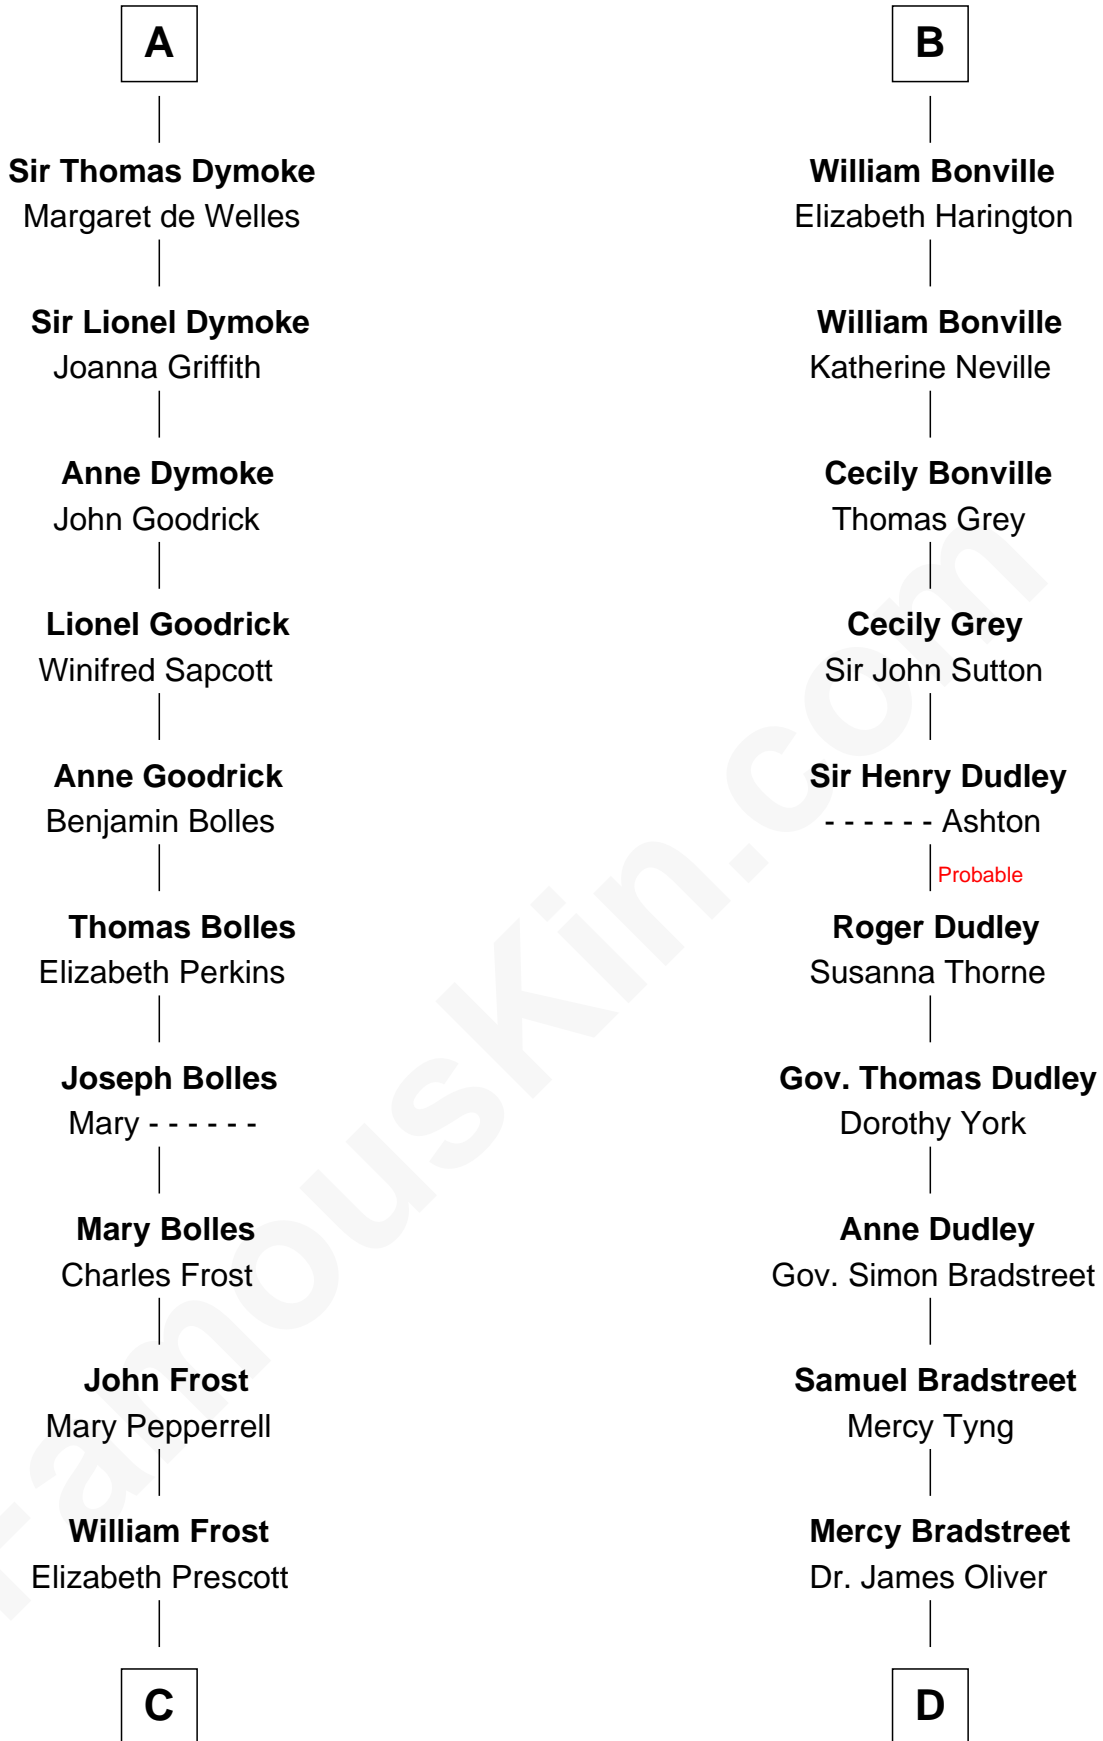 A
Sir Thomas Dymoke
Margaret de Welles
Sir Lionel Dymoke
Joanna Griffith
Anne Dymoke
John Goodrick
Lionel Goodrick
Winifred Sapcott
Anne Goodrick
Benjamin Bolles
Thomas Bolles
Elizabeth Perkins
Joseph Bolles
Mary - - - - - -
Mary Bolles
Charles Frost
John Frost
Mary Pepperrell
William Frost
Elizabeth Prescott
C
B
William Bonville
Elizabeth Harington
William Bonville
Katherine Neville
Cecily Bonville
Thomas Grey
Cecily Grey
Sir John Sutton
Sir Henry Dudley
- - - - - - Ashton
Probable
Roger Dudley
Susanna Thorne
Gov. Thomas Dudley
Dorothy York
Anne Dudley
Gov. Simon Bradstreet
Samuel Bradstreet
Mercy Tyng
Mercy Bradstreet
Dr. James Oliver
D
FamousKin.com